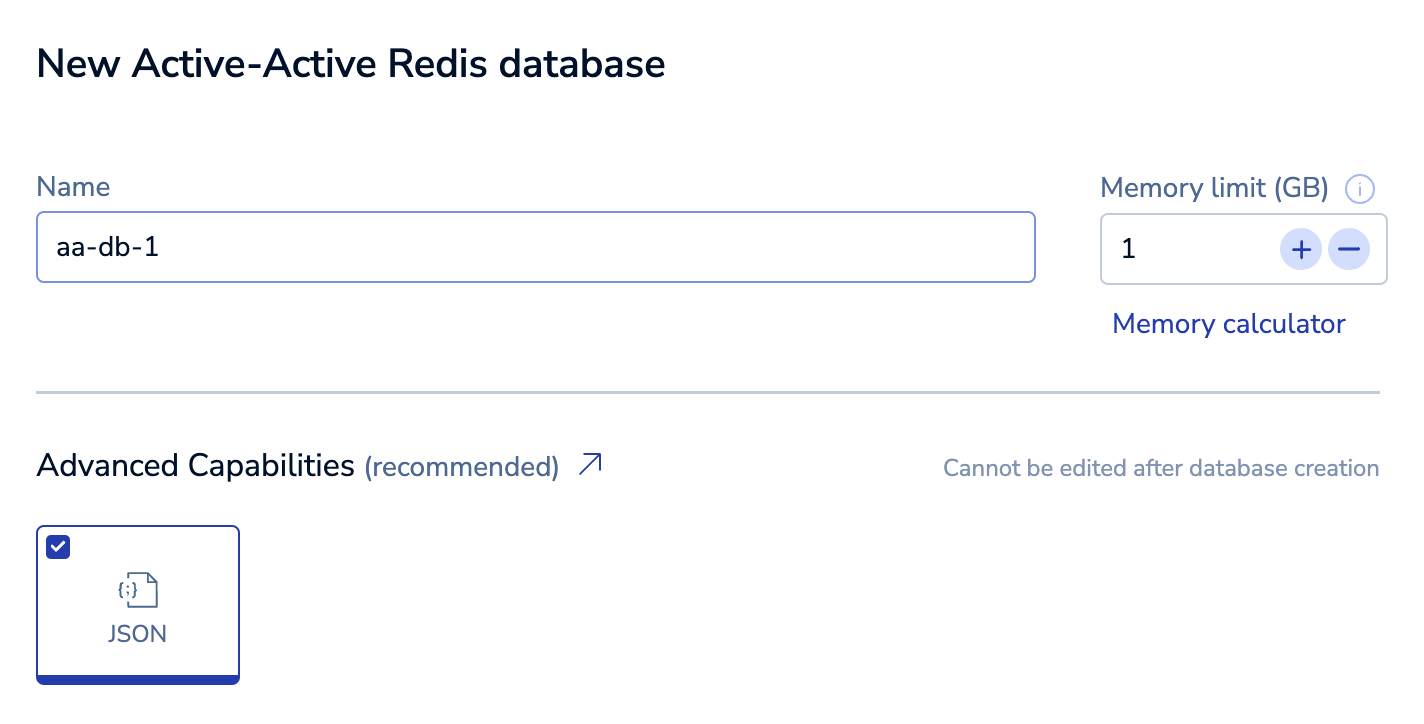 New Active-Active Redis database
Name
Memory limit (GB) i
aa-db-1
1
Memory calculator
Advanced Capabilities (recommended)
Cannot be edited after database creation
{;}
JSON